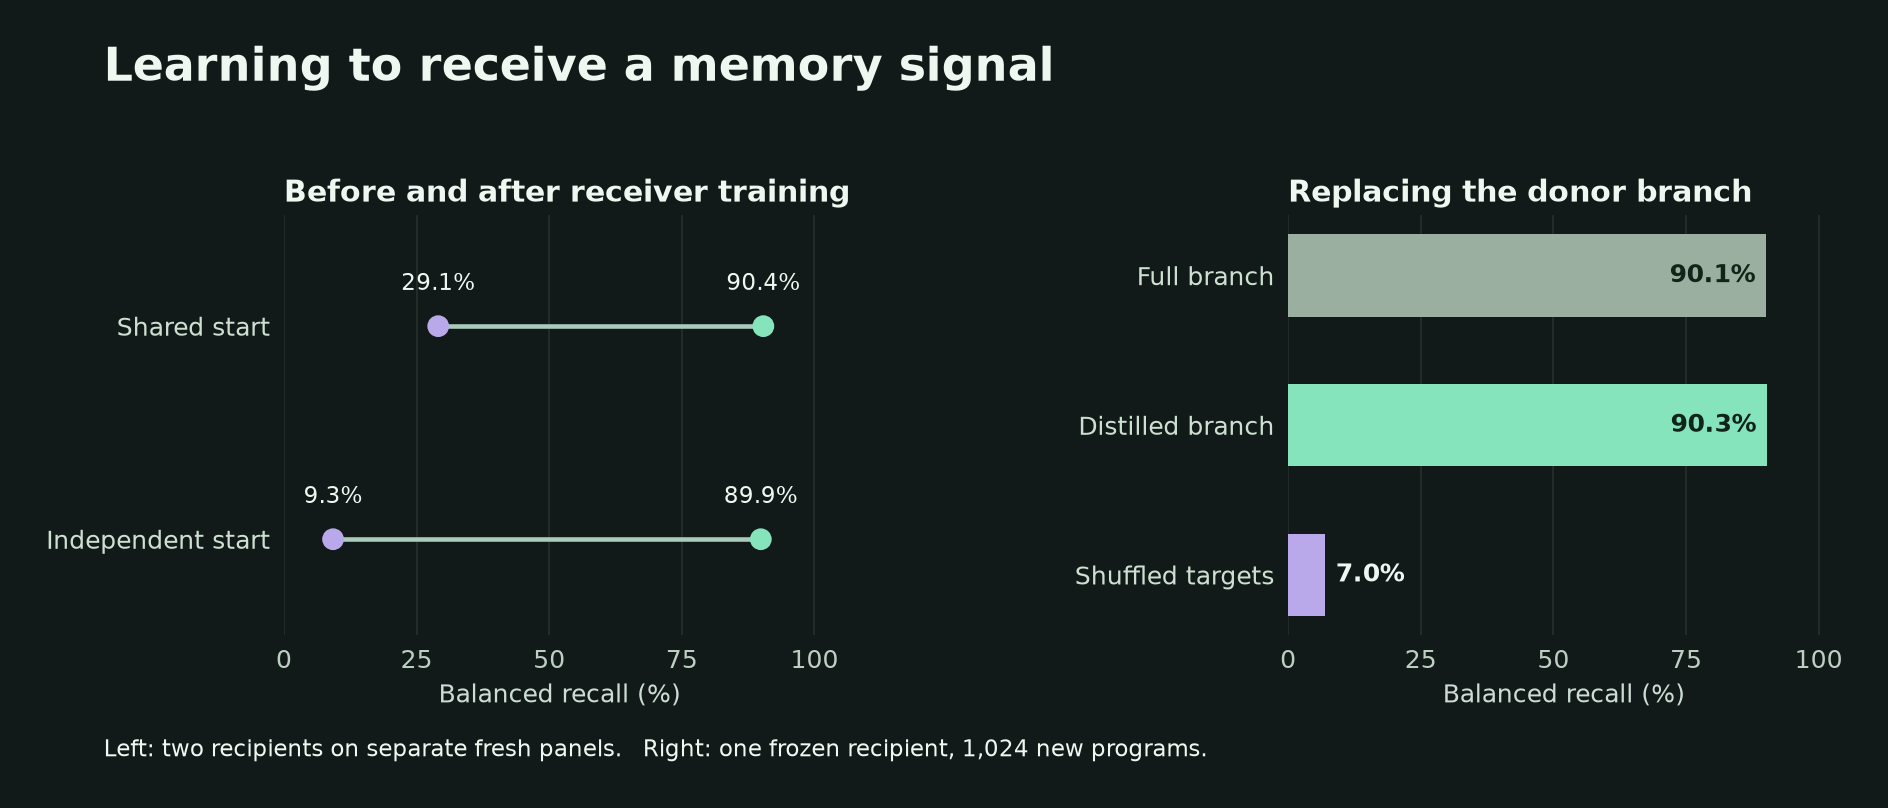 Learning to receive a memory signal
Before and after receiver training
29.1%
90.4%
Shared start
9.3%
89.9%
Independent start
0 25 50 75 100
Balanced recall (%)
Replacing the donor branch
Full branch
90.1%
Distilled branch
90.3%
Shuffled targets
7.0%
0 25 50 75 100
Balanced recall (%)
Left: two recipients on separate fresh panels. Right: one frozen recipient, 1,024 new programs.